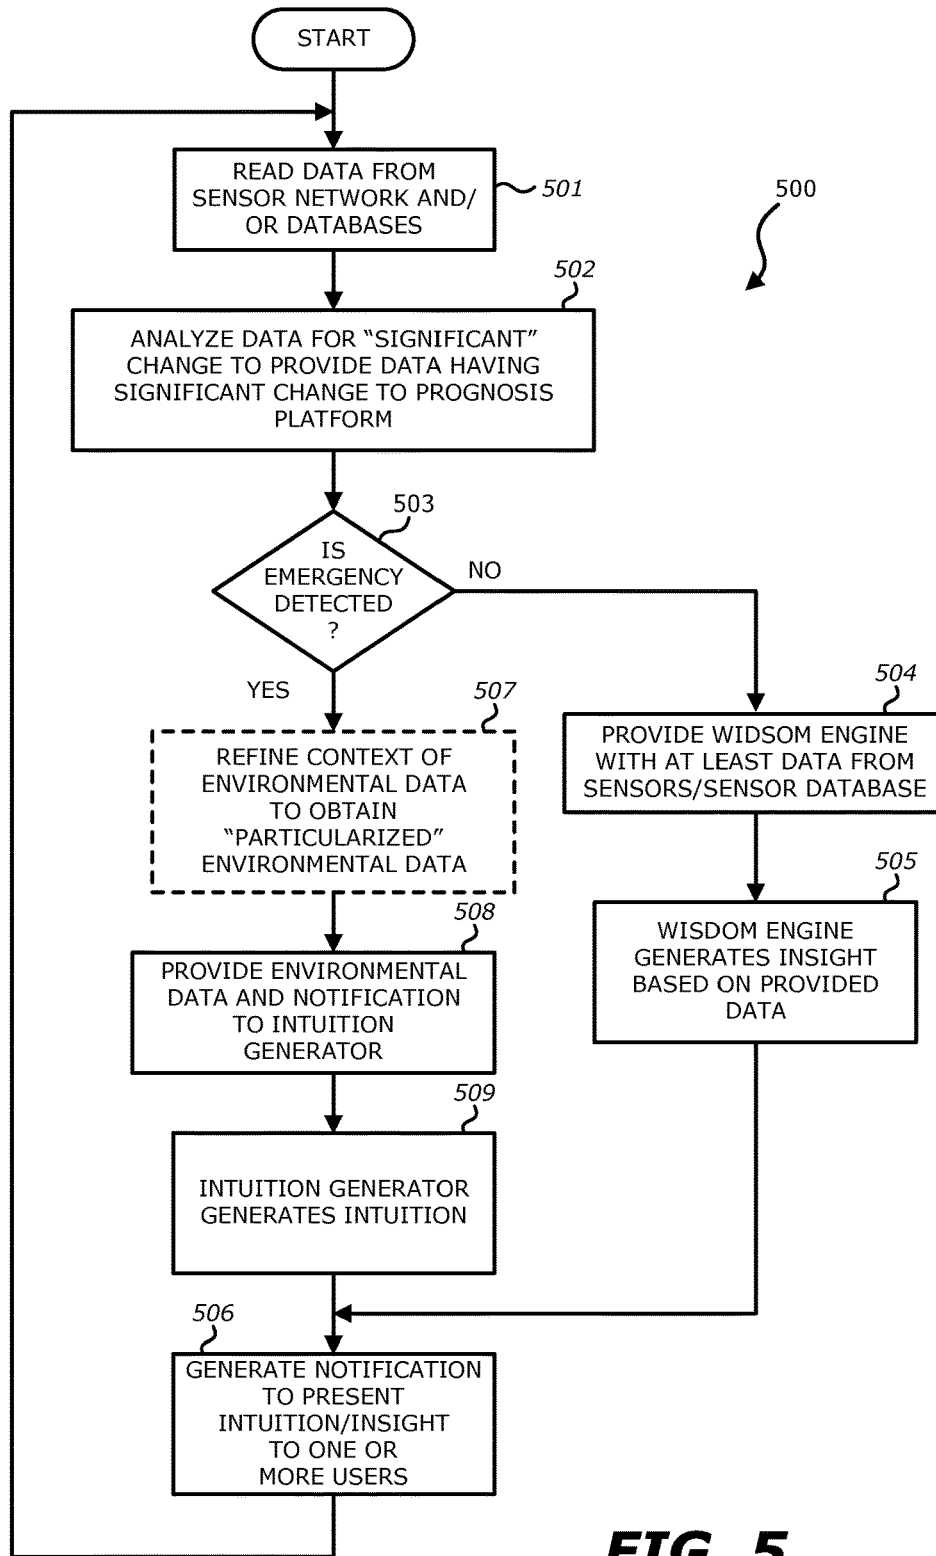 START
READ DATA FROM
SENSOR NETWORK AND/
OR DATABASES
501
500
502
ANALYZE DATA FOR “SIGNIFICANT”
CHANGE TO PROVIDE DATA HAVING
SIGNIFICANT CHANGE TO PROGNOSIS
PLATFORM
503
IS
EMERGENCY
DETECTED
?
NO
YES
504
PROVIDE WIDSOM ENGINE
WITH AT LEAST DATA FROM
SENSORS/SENSOR DATABASE
507
REFINE CONTEXT OF
ENVIRONMENTAL DATA
TO OBTAIN
“PARTICULARIZED”
ENVIRONMENTAL DATA
505
WISDOM ENGINE
GENERATES INSIGHT
BASED ON PROVIDED
DATA
508
PROVIDE ENVIRONMENTAL
DATA AND NOTIFICATION
TO INTUITION
GENERATOR
509
INTUITION GENERATOR
GENERATES INTUITION
506
GENERATE NOTIFICATION
TO PRESENT
INTUITION/INSIGHT
TO ONE OR
MORE USERS
FIG. 5